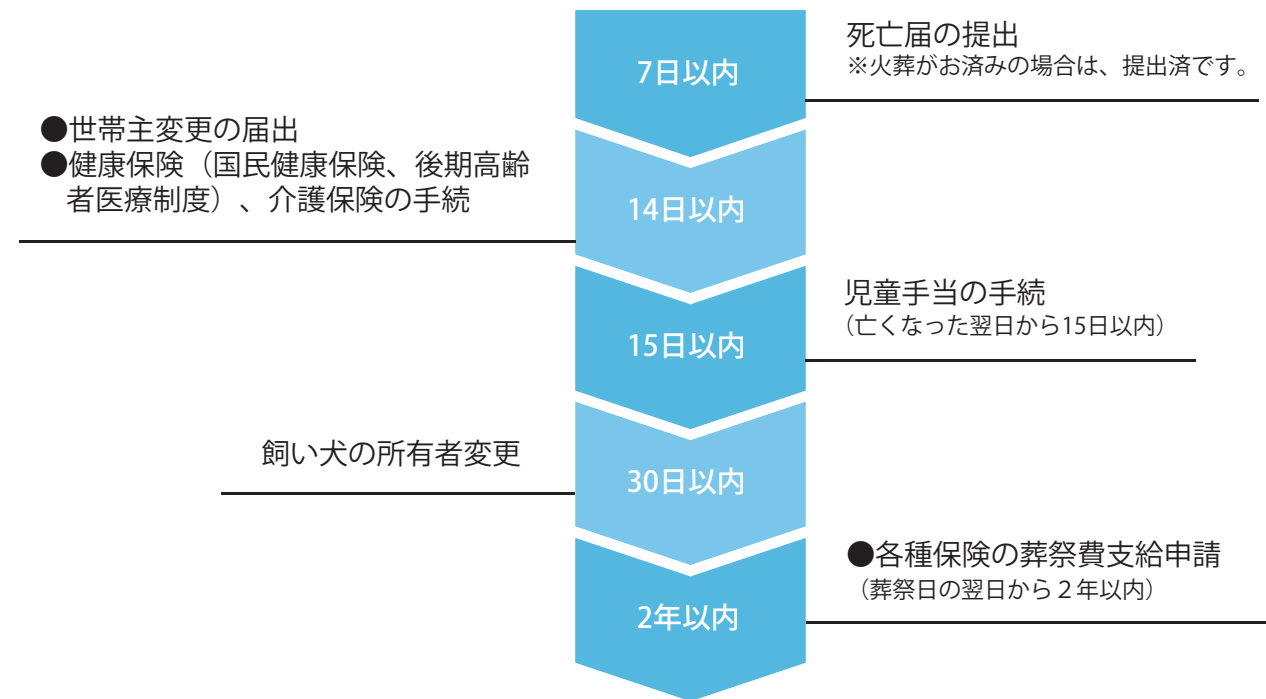 7日以内
死亡届の提出
※火葬がお済みの場合は、提出済です。
●世帯主変更の届出
●健康保険（国民健康保険、後期高齢
者医療制度）、介護保険の手続
14日以内
児童手当の手続
（亡くなった翌日から15日以内）
15日以内
飼い犬の所有者変更
30日以内
●各種保険の葬祭費支給申請
（葬祭日の翌日から２年以内）
2年以内